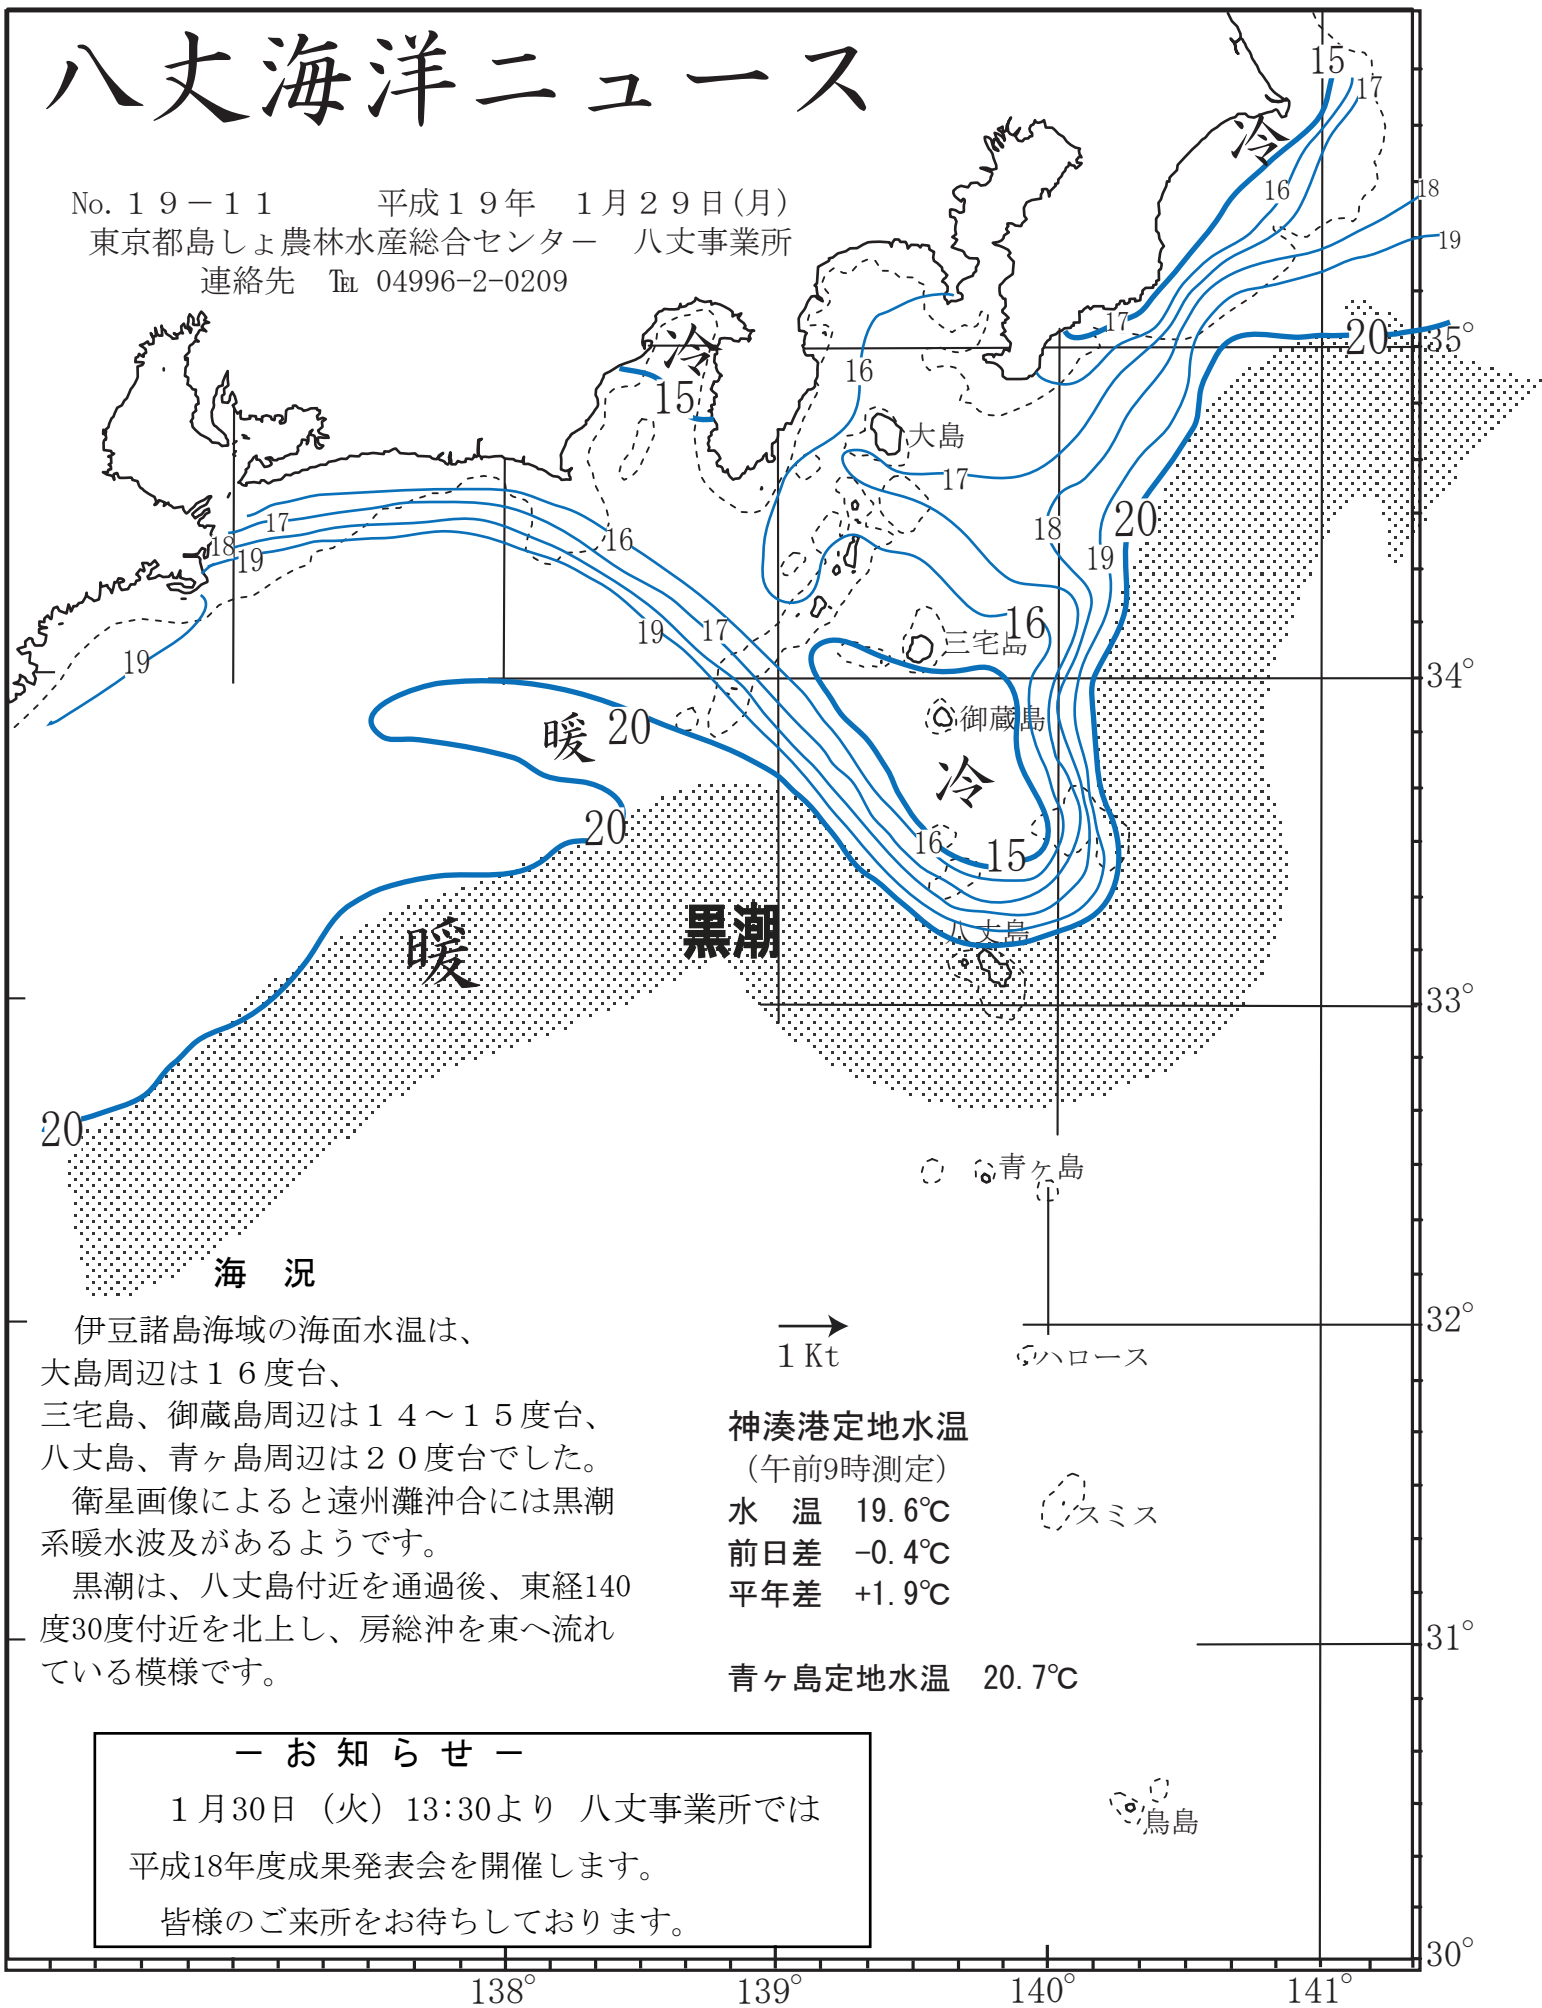 八丈海洋ニュース
No.１９－１１　　　平成１９年　１月２９日(月)
東京都島しょ農林水産総合センター　八丈事業所
連絡先　℡ 04996-2-0209
15
17
冷
16
18
19
17
20
35°
冷
15
16
大島
17
17
18
19
16
18
19
20
19
17
16
三宅島
19
34°
暖
20
御蔵島
冷
20
16
15
暖
黒潮
八丈島
33°
20
青ヶ島
32°
1 Kt
ハロース
海　況
伊豆諸島海域の海面水温は、
大島周辺は１６度台、
三宅島、御蔵島周辺は１４～１５度台、
八丈島、青ヶ島周辺は２０度台でした。
衛星画像によると遠州灘沖合には黒潮
系暖水波及があるようです。
黒潮は、八丈島付近を通過後、東経140
度30度付近を北上し、房総沖を東へ流れ
ている模様です。
神湊港定地水温
（午前9時測定）
水　温　19.6℃
前日差　-0.4℃
平年差　+1.9℃
青ヶ島定地水温　20.7℃
スミス
31°
鳥島
－ お 知 ら せ －
１月30日（火）13:30より 八丈事業所では
平成18年度成果発表会を開催します。
皆様のご来所をお待ちしております。
30°
138°
139°
140°
141°